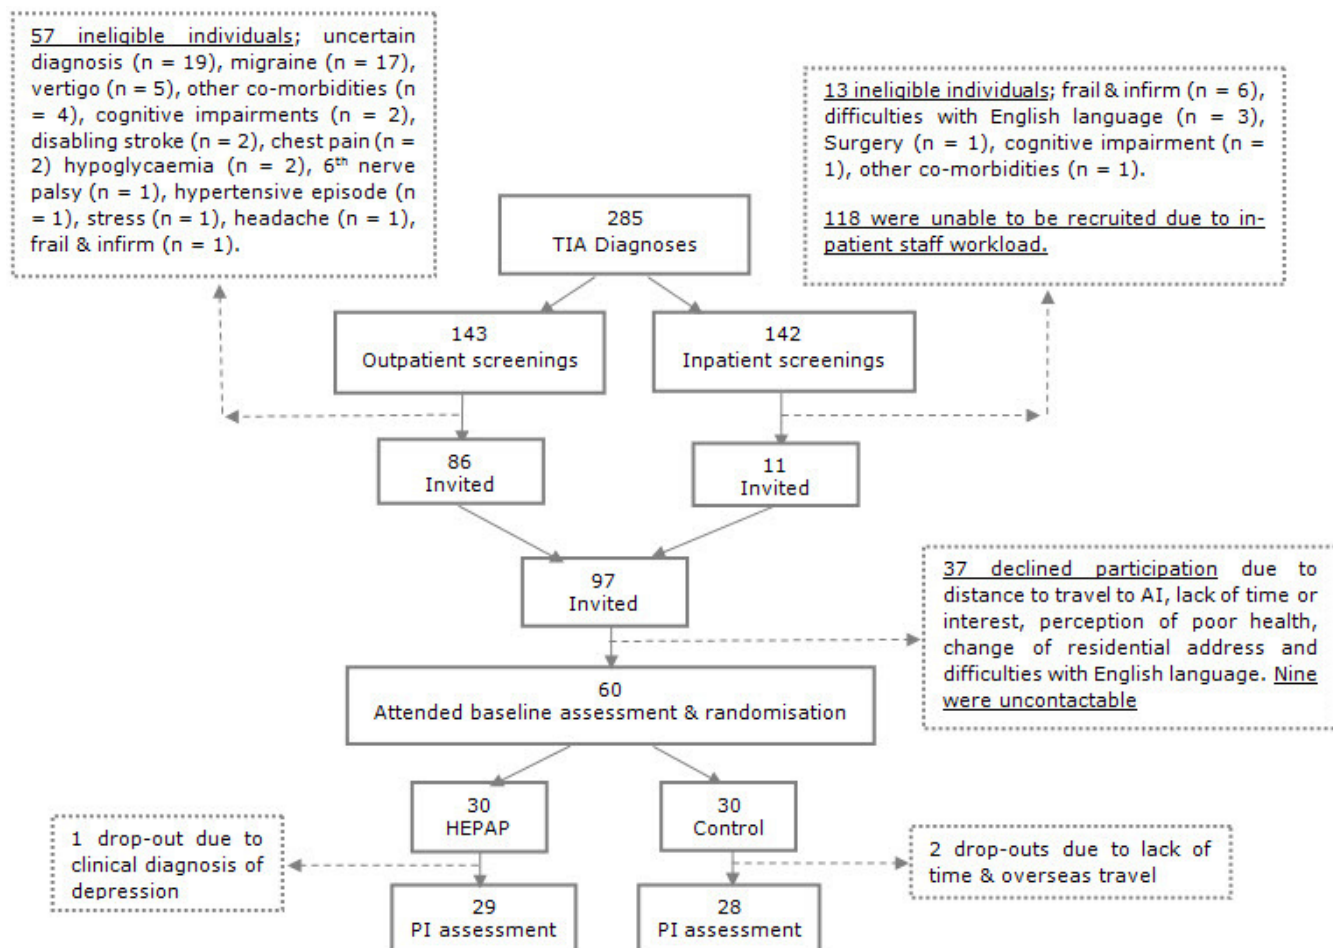 57 ineligible individuals; uncertain
diagnosis (n = 19), migraine (n = 17),
vertigo (n = 5), other co-morbidities (n
= 4), cognitive impairments (n = 2),
disabling stroke (n = 2), chest pain (n =
2) hypoglycaemia (n = 2), 6th nerve
palsy (n = 1), hypertensive episode (n
= 1), stress (n = 1), headache (n = 1),
frail & infirm (n = 1).
13 ineligible individuals; frail & infirm (n = 6),
difficulties with English language (n = 3),
Surgery (n = 1), cognitive impairment (n =
1), other co-morbidities (n = 1).
118 were unable to be recruited due to in-
patient staff workload.
285
TIA Diagnoses
143
Outpatient screenings
142
Inpatient screenings
86
Invited
11
Invited
97
Invited
37 declined participation due to
distance to travel to AI, lack of time or
interest, perception of poor health,
change of residential address and
difficulties with English language. Nine
were uncontactable
60
Attended baseline assessment & randomisation
30
HEPAP
30
Control
1 drop-out due to
clinical diagnosis of
depression
2 drop-outs due to lack of
time & overseas travel
29
PI assessment
28
PI assessment